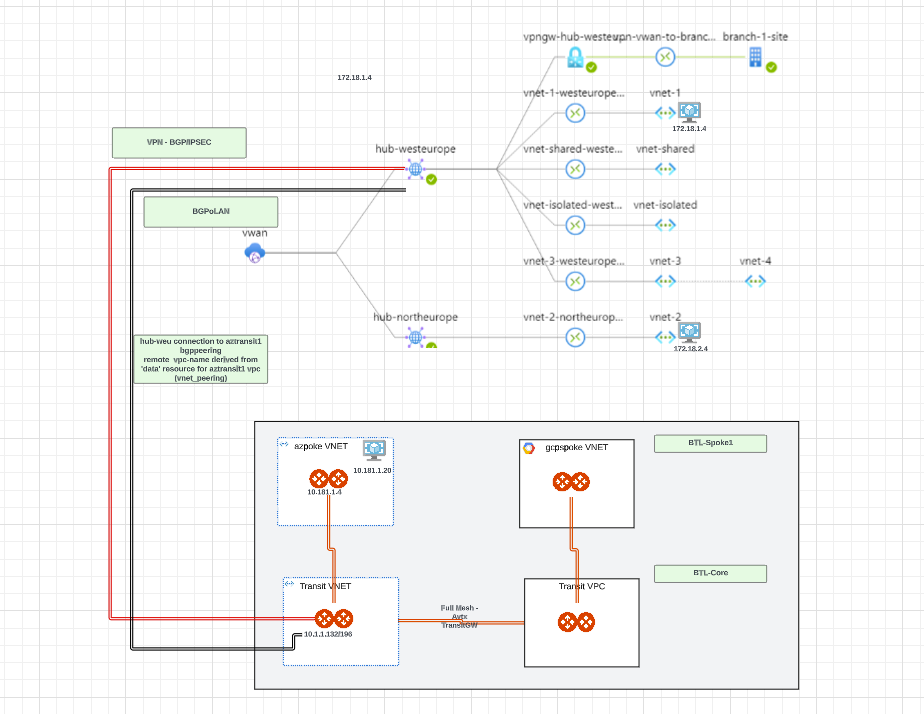 vpngw-hub-westeu
vpn-vwan-to-branc...
branch-1-site
172.18.1.4
vnet-1-westeurope...
vnet-1
172.18.1.4
VPN - BGP/IPSEC
hub-westeurope
vnet-shared-weste...
vnet-shared
BGPoLAN
vwan
vnet-isolated-west...
vnet-isolated
vnet-3-westeurope...
vnet-3
vnet-4
hub-northeurope
vnet-2-northeurop...
vnet-2
172.18.2.4
hub-weu connection to aztransit1
bgppeering
remote vpc-name derived from
'data' resource for aztransit1 vpc
(vnet_peering)
azpoke VNET
10.181.1.20
10.181.1.4
gcpspoke VNET
BTL-Spoke1
BTL-Core
Transit VNET
10.1.1.132/196
Full Mesh -
Avtx
TransitGW
Transit VPC